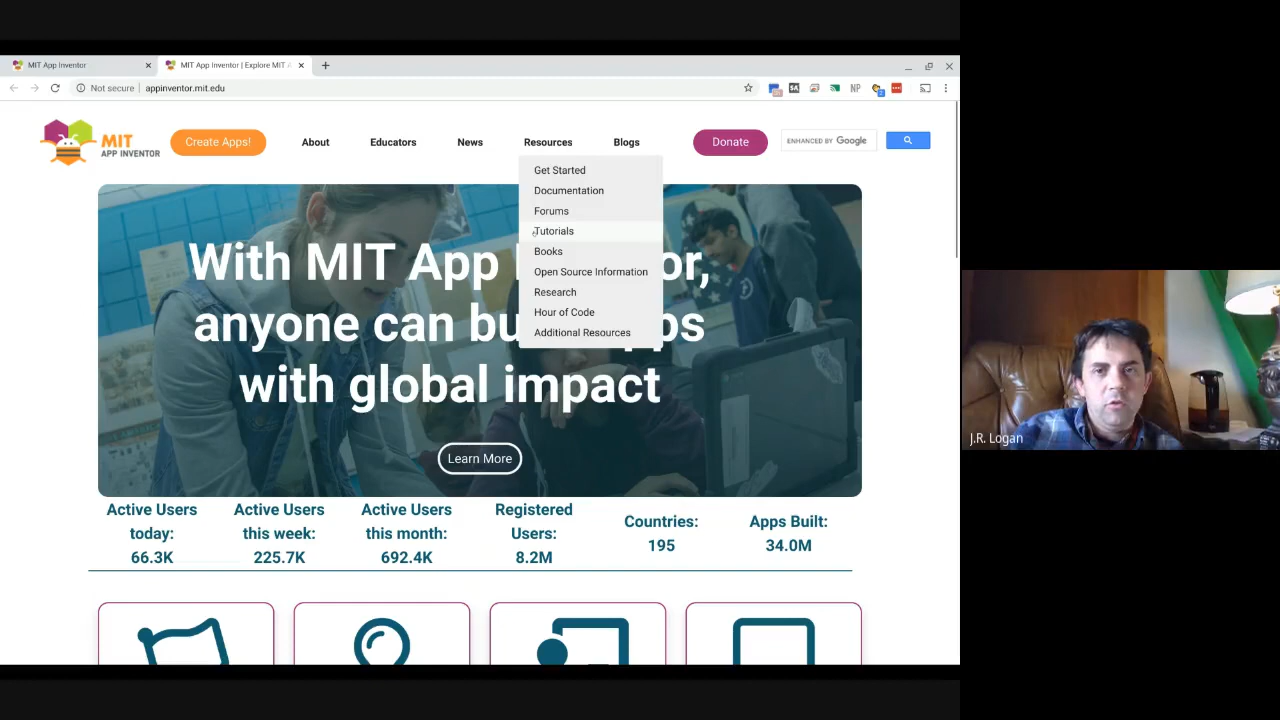 MIT App Inventor
MIT App Inventor | Explore MIT A
Not secure
appinventor.mit.edu
SA
NP
MIT
APP INVENTOR
Create Apps!
About
Educators
News
Resources
Blogs
Donate
ENHANCED BY Google
Get Started
Documentation
Forums
Tutorials
Books
Open Source Information
Research
Hour of Code
Additional Resources
With MIT App or,
anyone can bu ps
with global impact
Learn More
Active Users
today:
66.3K
Active Users
this week:
225.7K
Active Users
this month:
692.4K
Registered
Users:
8.2M
Countries:
195
Apps Built:
34.0M
J.R. Logan